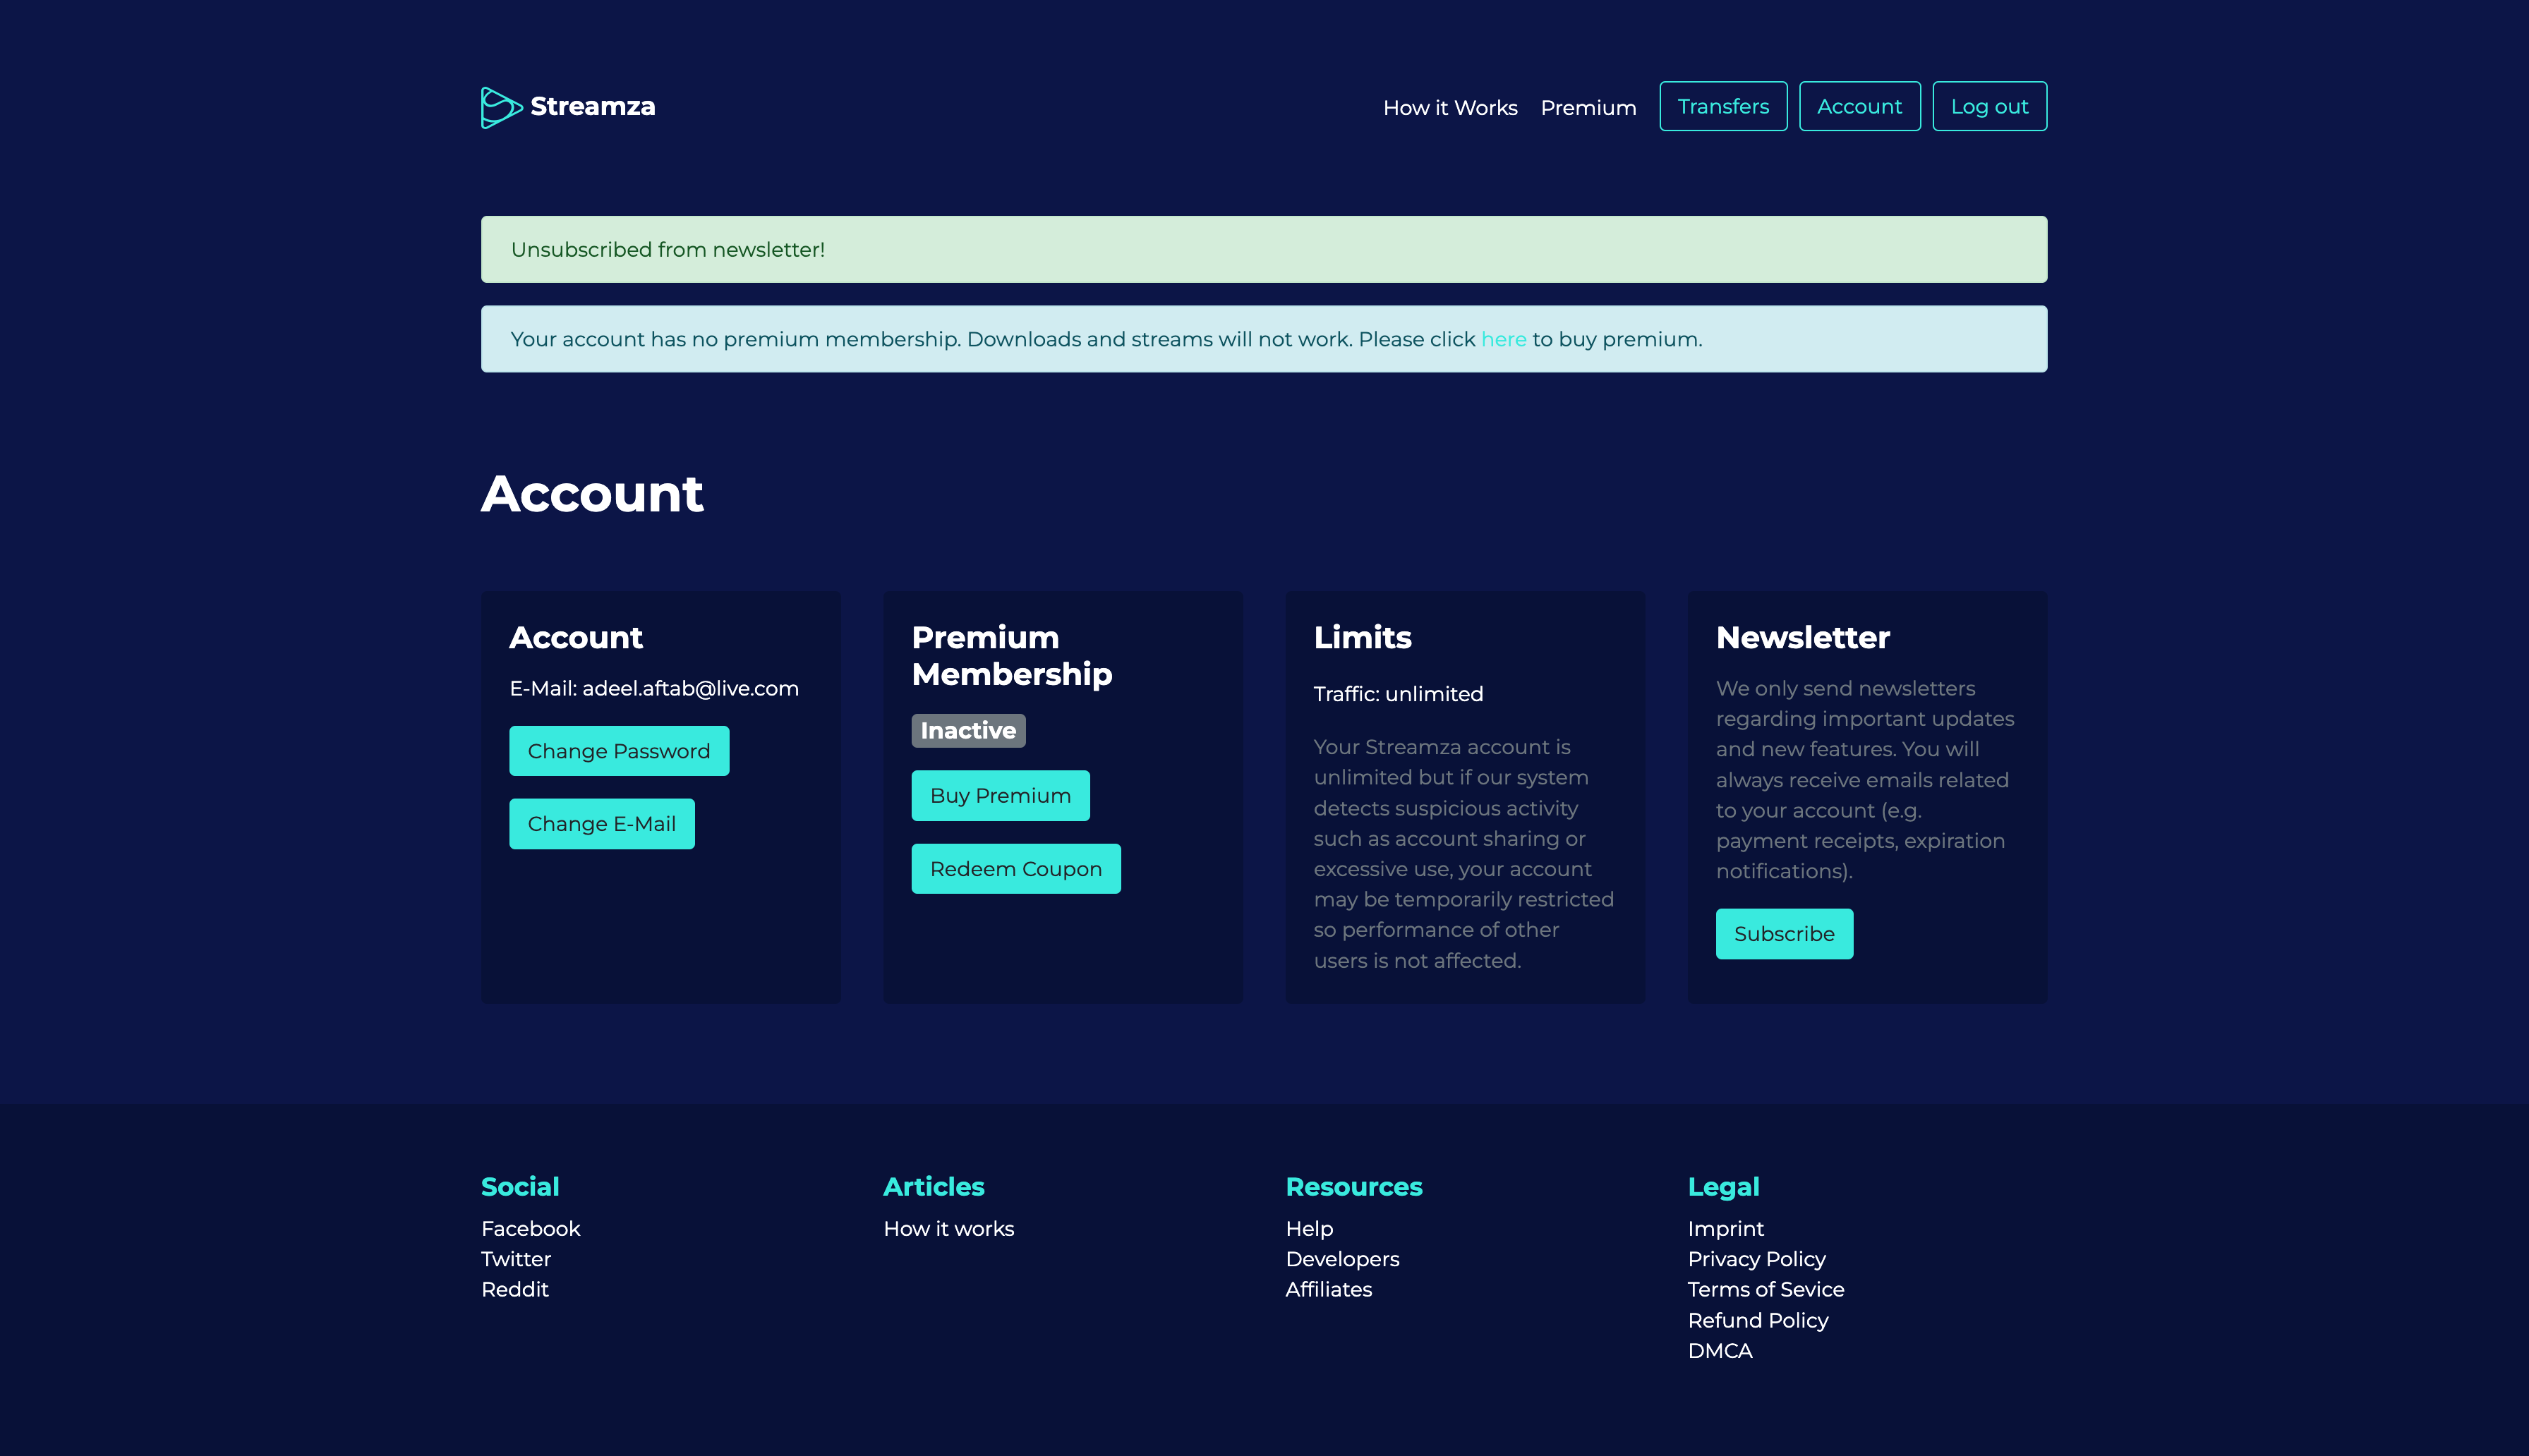 Streamza
How it Works
Premium
Transfers
Account
Log out
Unsubscribed from newsletter!
Your account has no premium membership. Downloads and streams will not work. Please click here to buy premium.
Account
Account
E-Mail: adeel.aftab@live.com
Change Password
Change E-Mail
Premium
Membership
Inactive
Buy Premium
Redeem Coupon
Limits
Traffic: unlimited
Your Streamza account is
unlimited but if our system
detects suspicious activity
such as account sharing or
excessive use, your account
may be temporarily restricted
so performance of other
users is not affected.
Newsletter
We only send newsletters
regarding important updates
and new features. You will
always receive emails related
to your account (e.g.
payment receipts, expiration
notifications).
Subscribe
Social
Facebook
Twitter
Reddit
Articles
How it works
Resources
Help
Developers
Affiliates
Legal
Imprint
Privacy Policy
Terms of Sevice
Refund Policy
DMCA